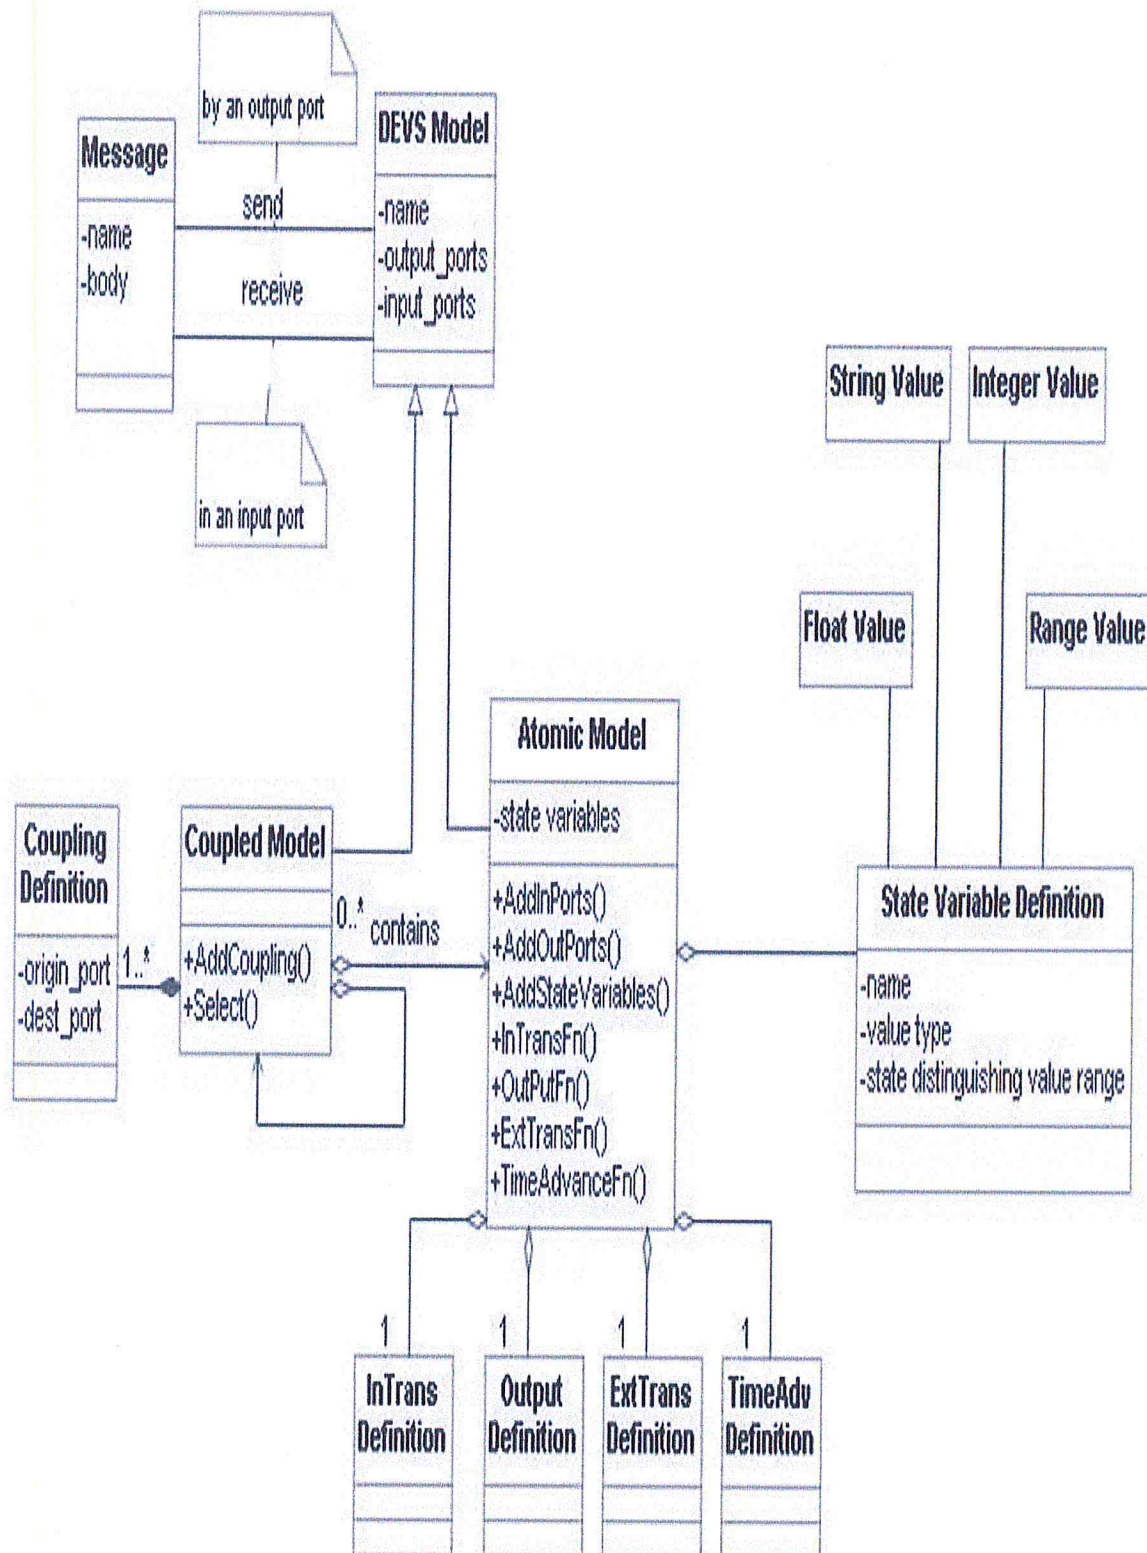 by an output port
Message
-name
-body
send
receive
DEVS Model
-name
-output_ports
-input_ports
in an input port
String Value
Integer Value
Float Value
Range Value
Atomic Model
-state variables
+AddInPorts()
+AddOutPorts()
+AddStateVariables()
+InTransFn()
+OutPutFn()
+ExtTransFn()
+TimeAdvanceFn()
Coupling
Definition
-origin_port
-dest_port
1..*
Coupled Model
+AddCoupling()
+Select()
0..*
contains
State Variable Definition
-name
-value type
-state distinguishing value range
1
1
1
1
InTrans
Definition
Output
Definition
ExtTrans
Definition
TimeAdv
Definition